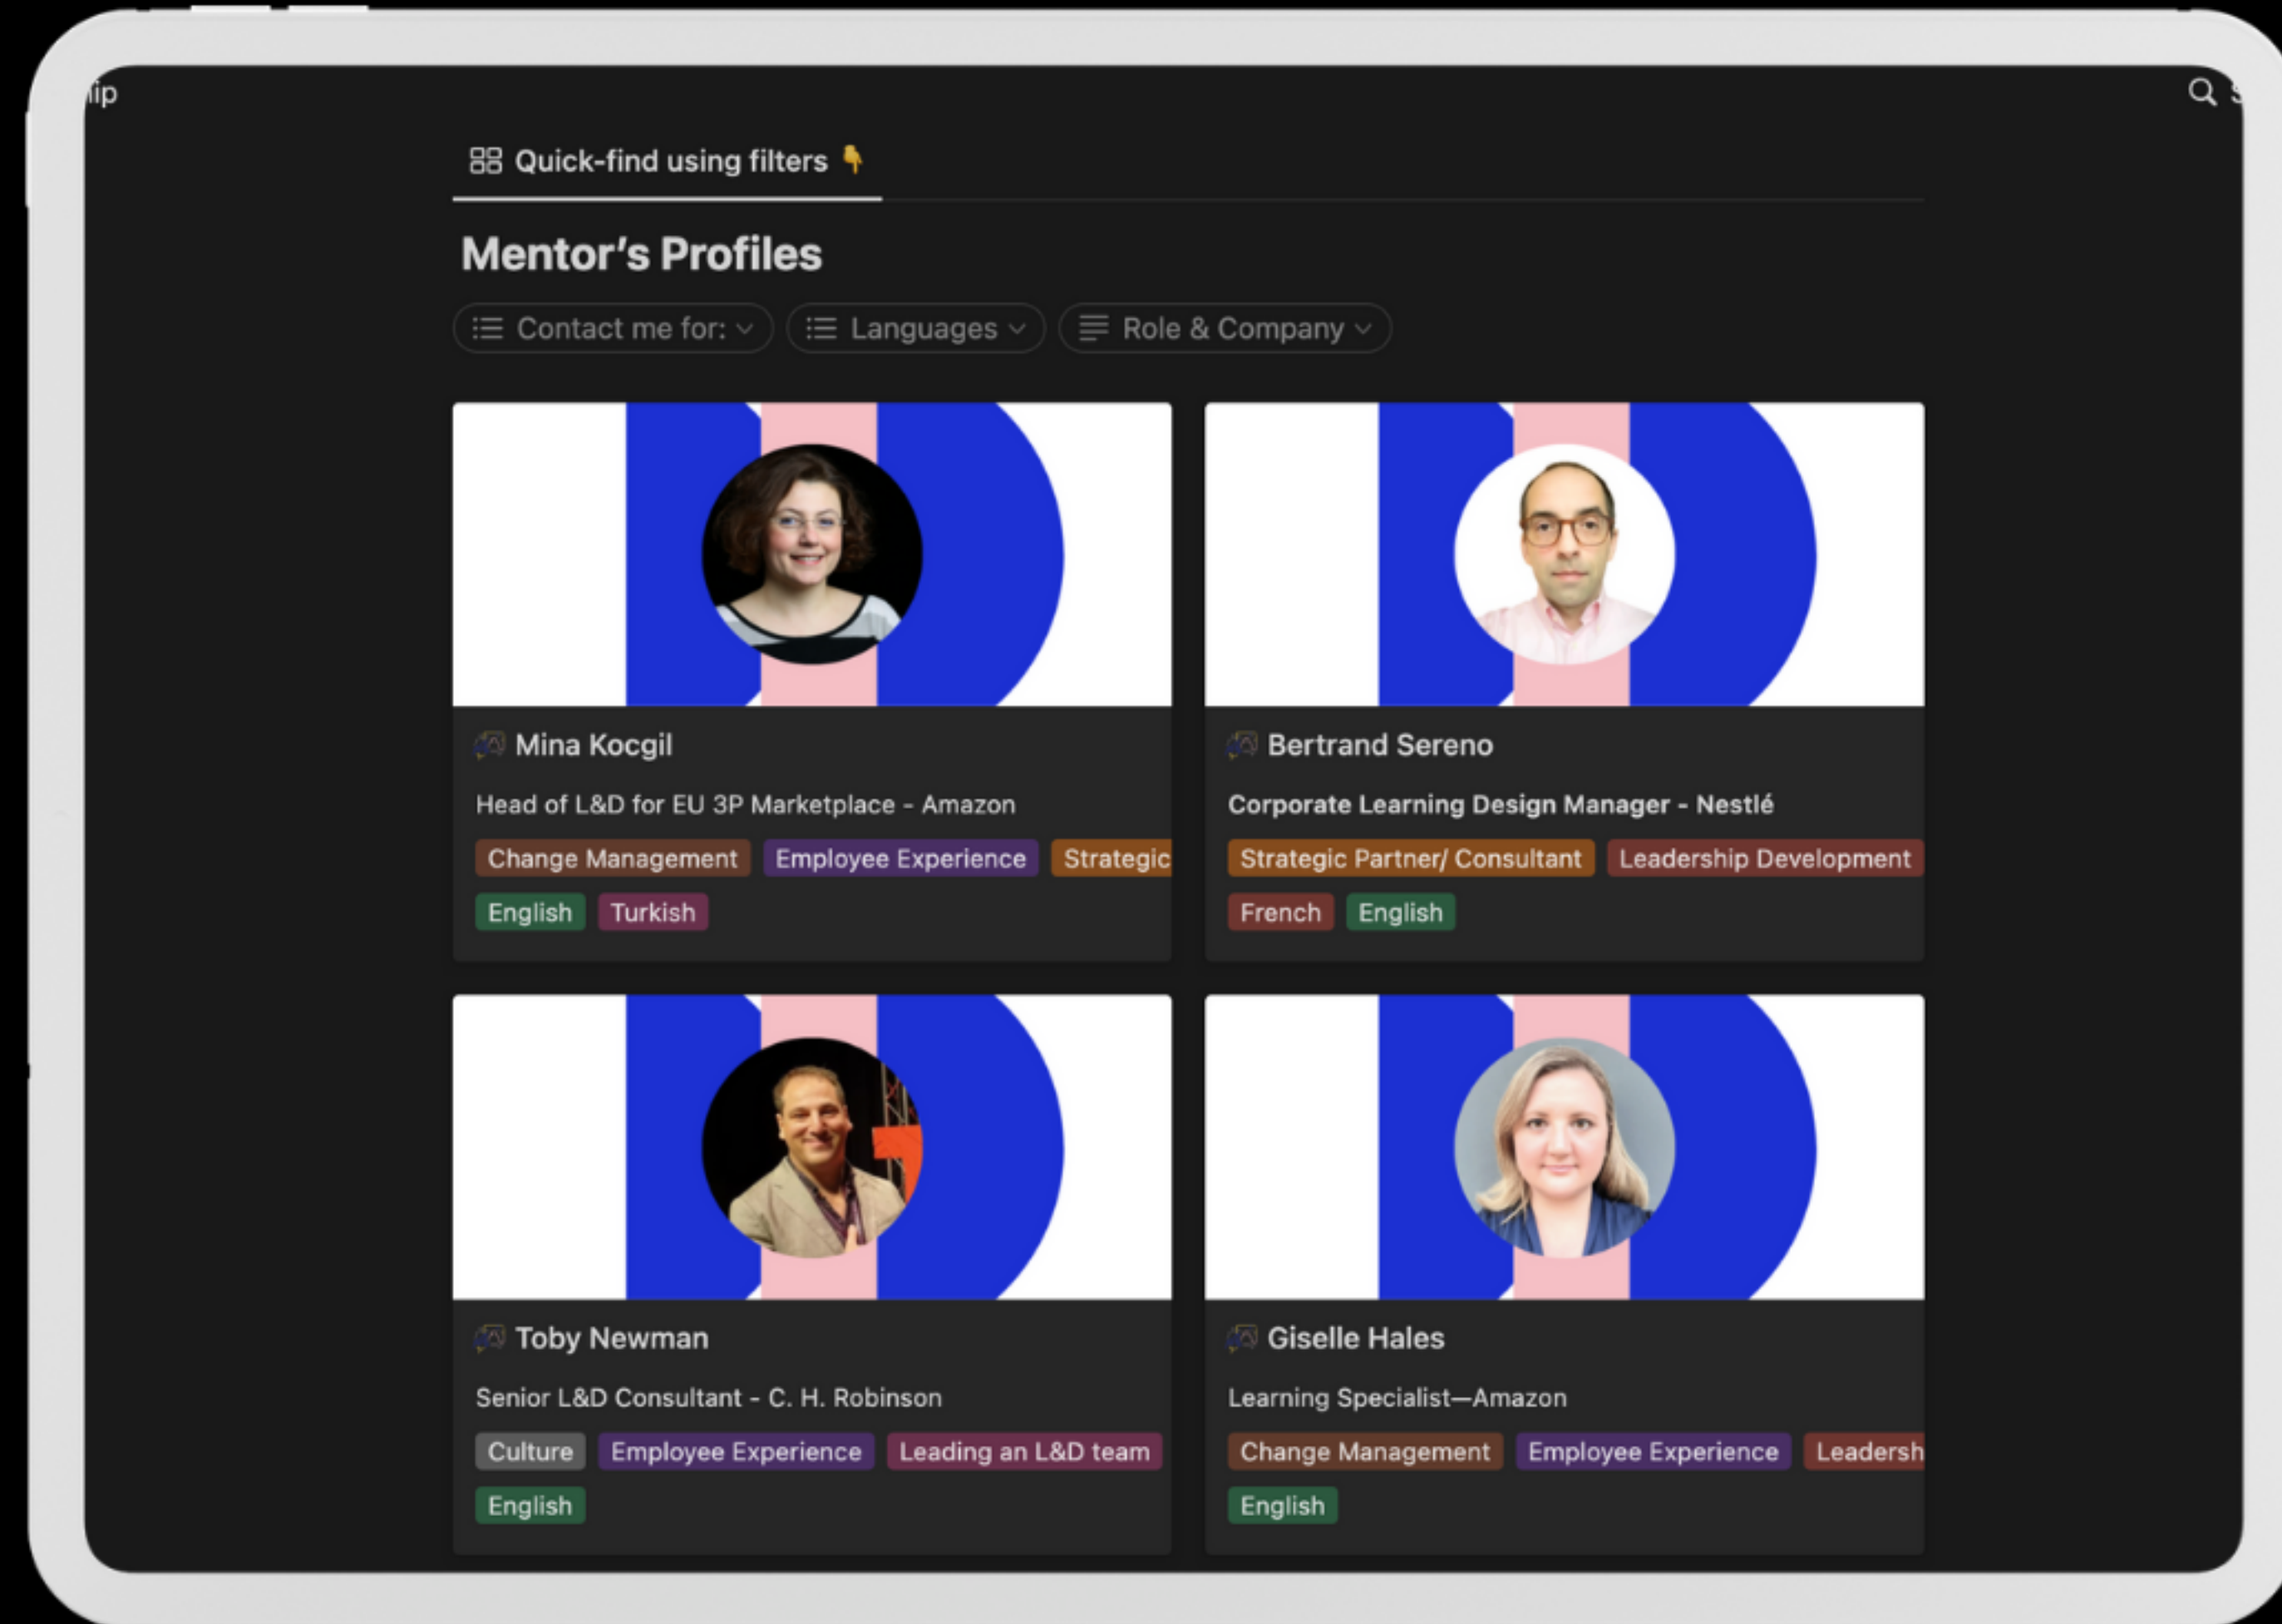 ip
Quick-find using filters 👇
Mentor’s Profiles
Contact me for: Languages Role & Company
Mina Kocgil
Head of L&D for EU 3P Marketplace - Amazon
Change Management Employee Experience Strategic
English Turkish
Bertrand Sereno
Corporate Learning Design Manager - Nestlé
Strategic Partner/ Consultant Leadership Development
French English
Toby Newman
Senior L&D Consultant - C. H. Robinson
Culture Employee Experience Leading an L&D team
English
Giselle Hales
Learning Specialist—Amazon
Change Management Employee Experience Leadersh
English